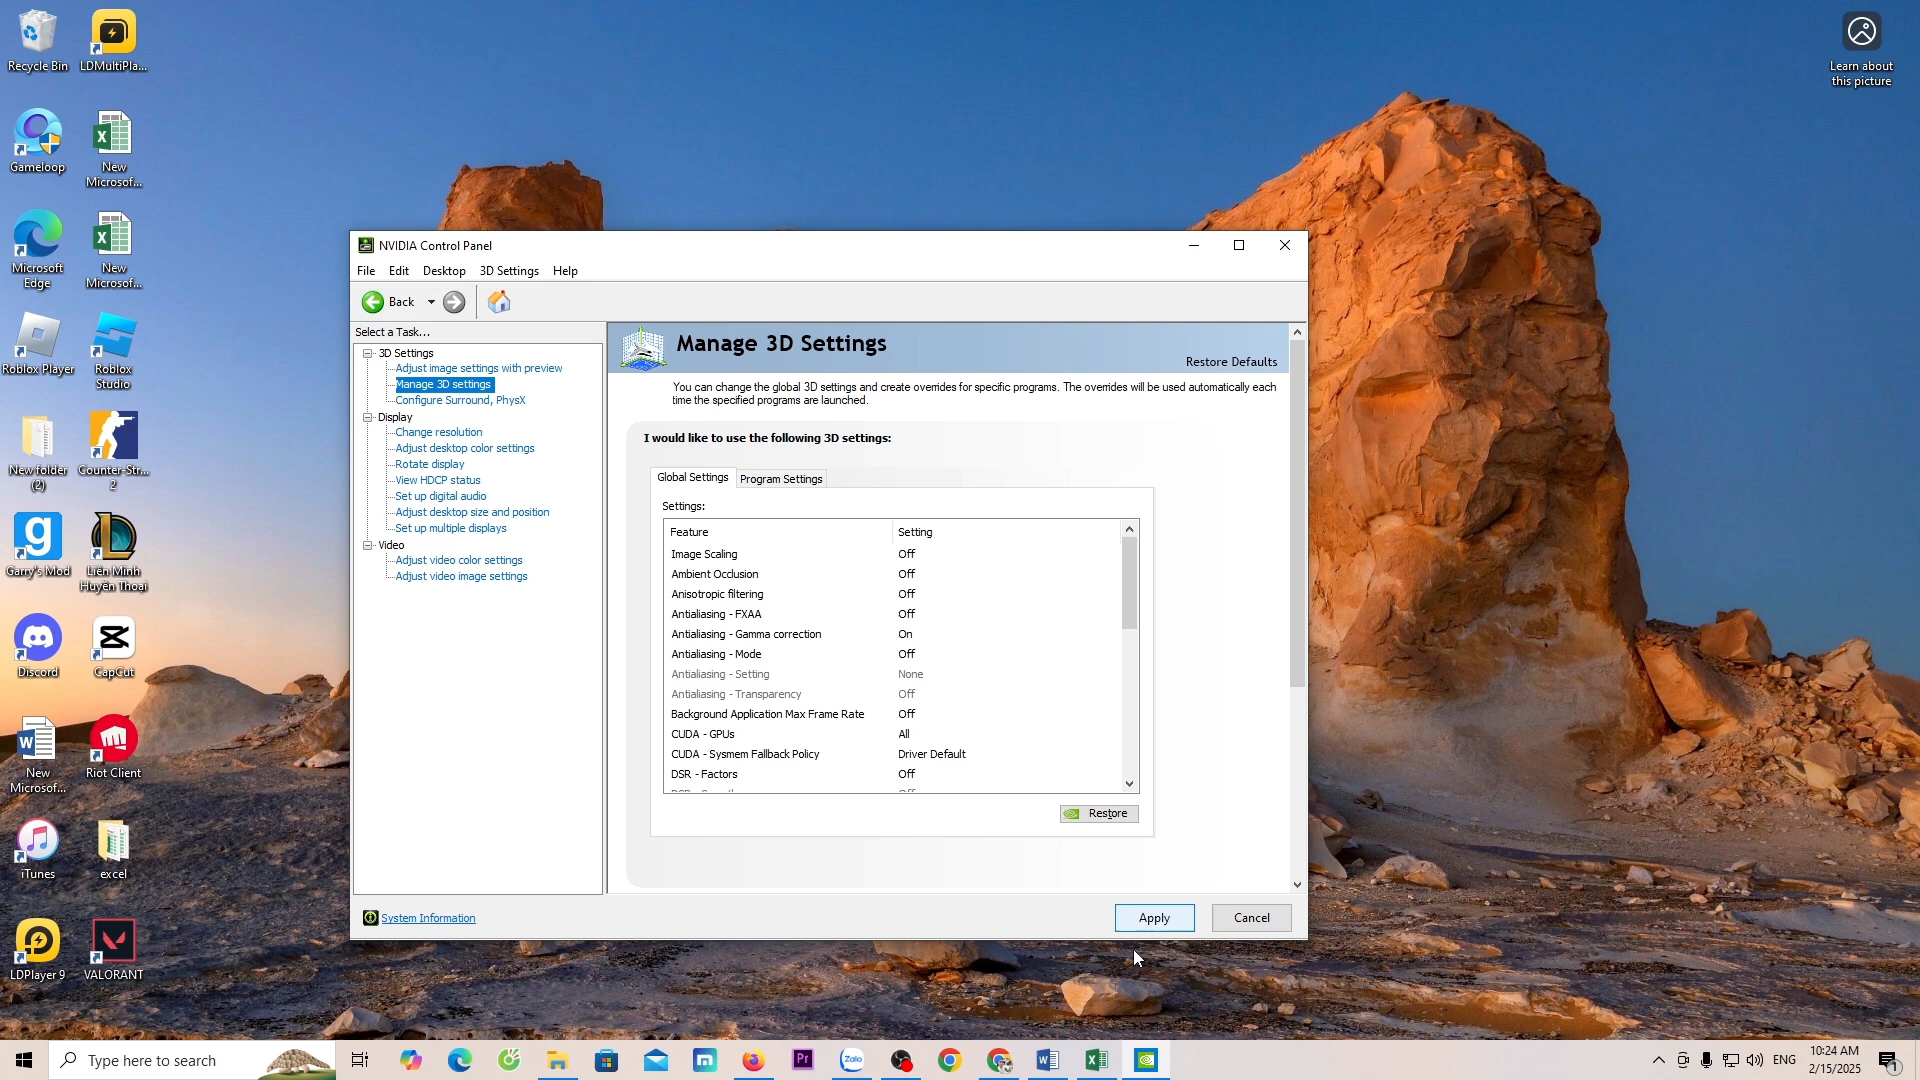 Recycle Bin
LDMultiPla...
Gameloop
New
Microsof...
Microsoft
Edge
New
Microsof...
Roblox Player
Roblox
Studio
New folder
(2)
Counter-Str...
2
Garry's Mod
Liên Minh
Huyền Thoại
Discord
CapCut
New
Microsof...
Riot Client
iTunes
excel
LDPlayer 9
VALORANT
Learn about
this picture
NVIDIA Control Panel
File Edit Desktop 3D Settings Help
Back
Select a Task...
3D Settings
Adjust image settings with preview
Manage 3D settings
Configure Surround, PhysX
Display
Change resolution
Adjust desktop color settings
Rotate display
View HDCP status
Set up digital audio
Adjust desktop size and position
Set up multiple displays
Video
Adjust video color settings
Adjust video image settings
System Information
Manage 3D Settings
Restore Defaults
You can change the global 3D settings and create overrides for specific programs. The overrides will be used automatically each
time the specified programs are launched.
I would like to use the following 3D settings:
Global Settings Program Settings
Settings:
Feature Setting
Image Scaling Off
Ambient Occlusion Off
Anisotropic filtering Off
Antialiasing - FXAA Off
Antialiasing - Gamma correction On
Antialiasing - Mode Off
Antialiasing - Setting None
Antialiasing - Transparency Off
Background Application Max Frame Rate Off
CUDA - GPUs All
CUDA - Sysmem Fallback Policy Driver Default
DSR - Factors Off
Restore
Apply Cancel
Type here to search
Pr
Zalo
ENG
10:24 AM
2/15/2025
1